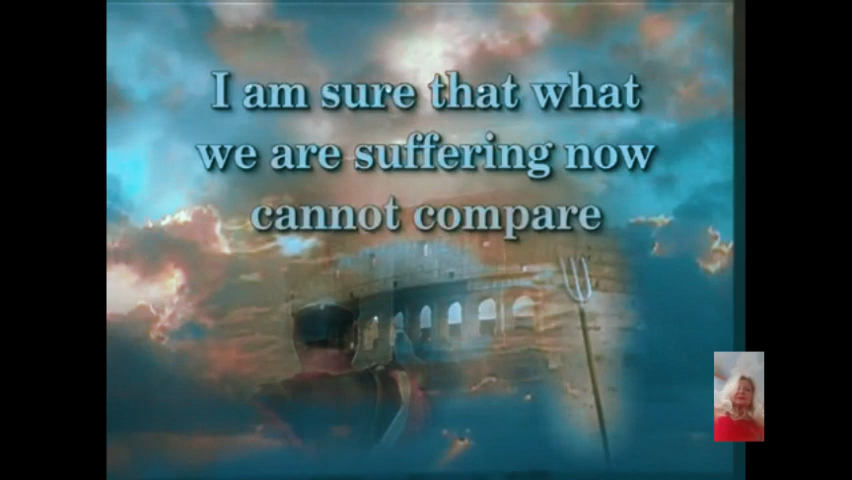 I am sure that what
we are suffering now
cannot compare